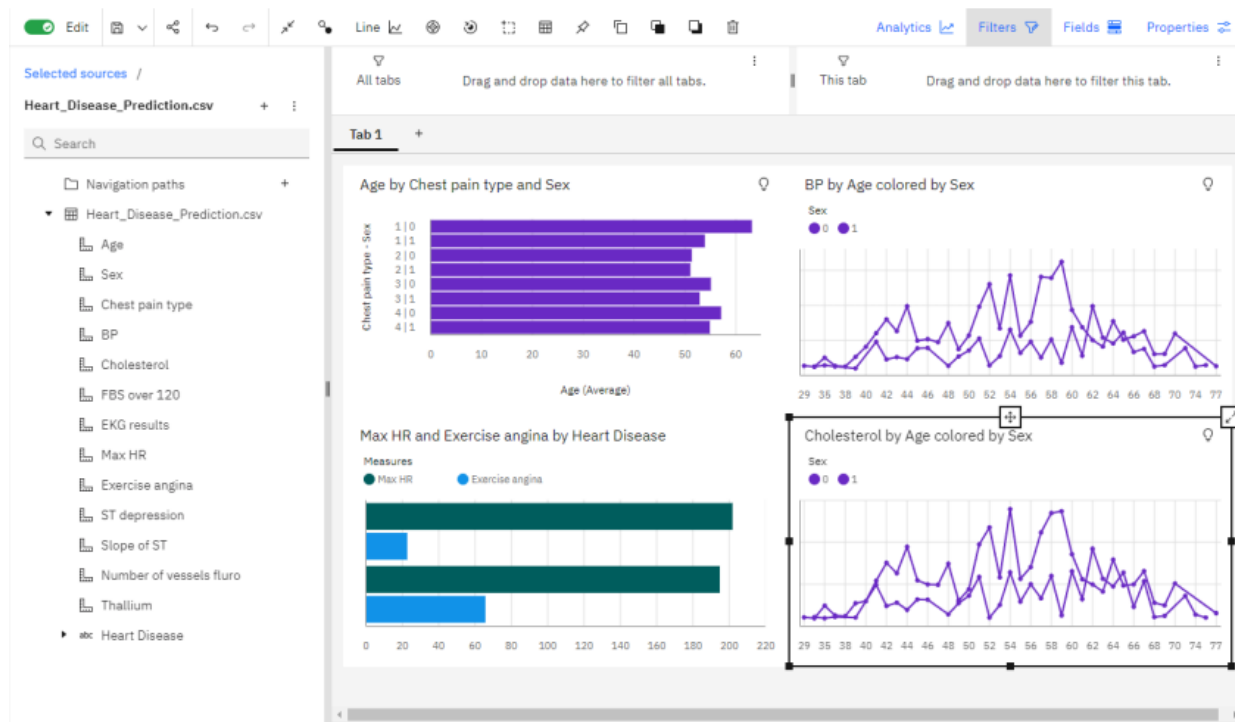 Edit
Line
Analytics
Filters
Fields
Properties
Selected sources /
Heart_Disease_Prediction.csv
Search
Navigation paths
Heart_Disease_Prediction.csv
Age
Sex
Chest pain type
BP
Cholesterol
FBS over 120
EKG results
Max HR
Exercise angina
ST depression
Slope of ST
Number of vessels fluro
Thallium
abc Heart Disease
All tabs
Drag and drop data here to filter all tabs.
This tab
Drag and drop data here to filter this tab.
Tab 1
Age by Chest pain type and Sex
Chest pain type - Sex
1|0
1|1
2|0
2|1
3|0
3|1
4|0
4|1
0 10 20 30 40 50 60
Age (Average)
BP by Age colored by Sex
Sex
0 1
29 35 38 40 42 44 46 48 50 52 54 56 58 60 62 64 66 68 70 74 77
Max HR and Exercise angina by Heart Disease
Measures
Max HR Exercise angina
0 20 40 60 80 100 120 140 160 180 200 220
Cholesterol by Age colored by Sex
Sex
0 1
29 35 38 40 42 44 46 48 50 52 54 56 58 60 62 64 66 68 70 74 77